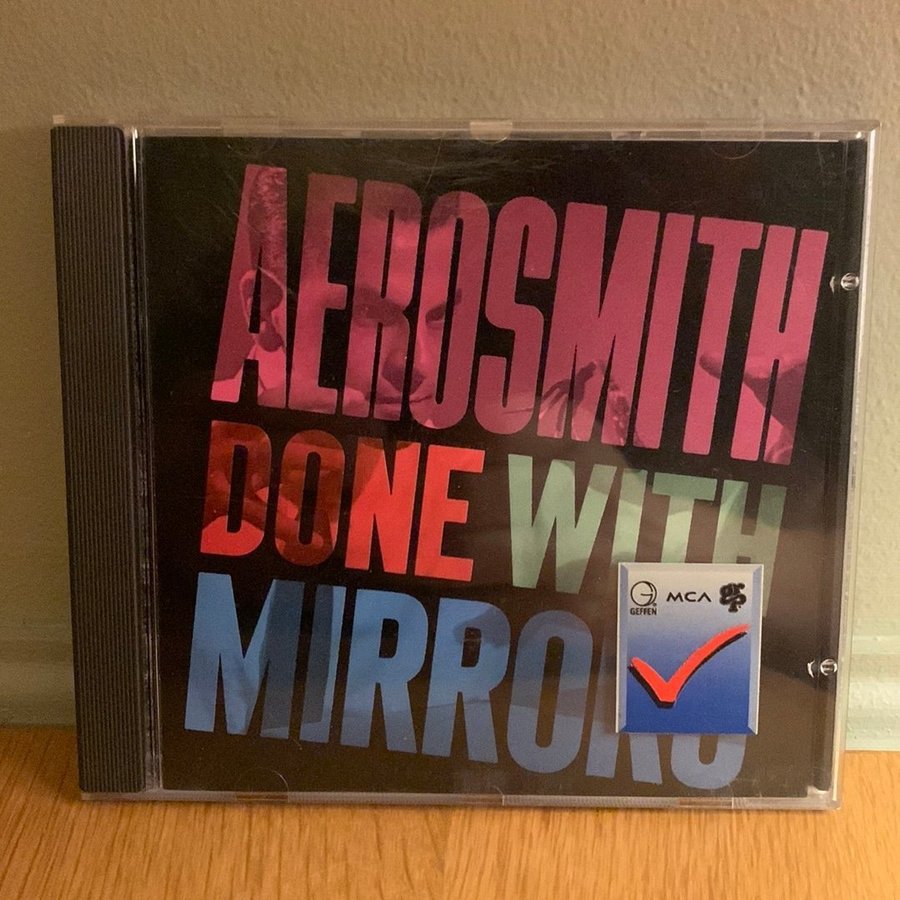 AEROSMITH
DONE WITH
MIRRORS
GEFFEN MCA GRP